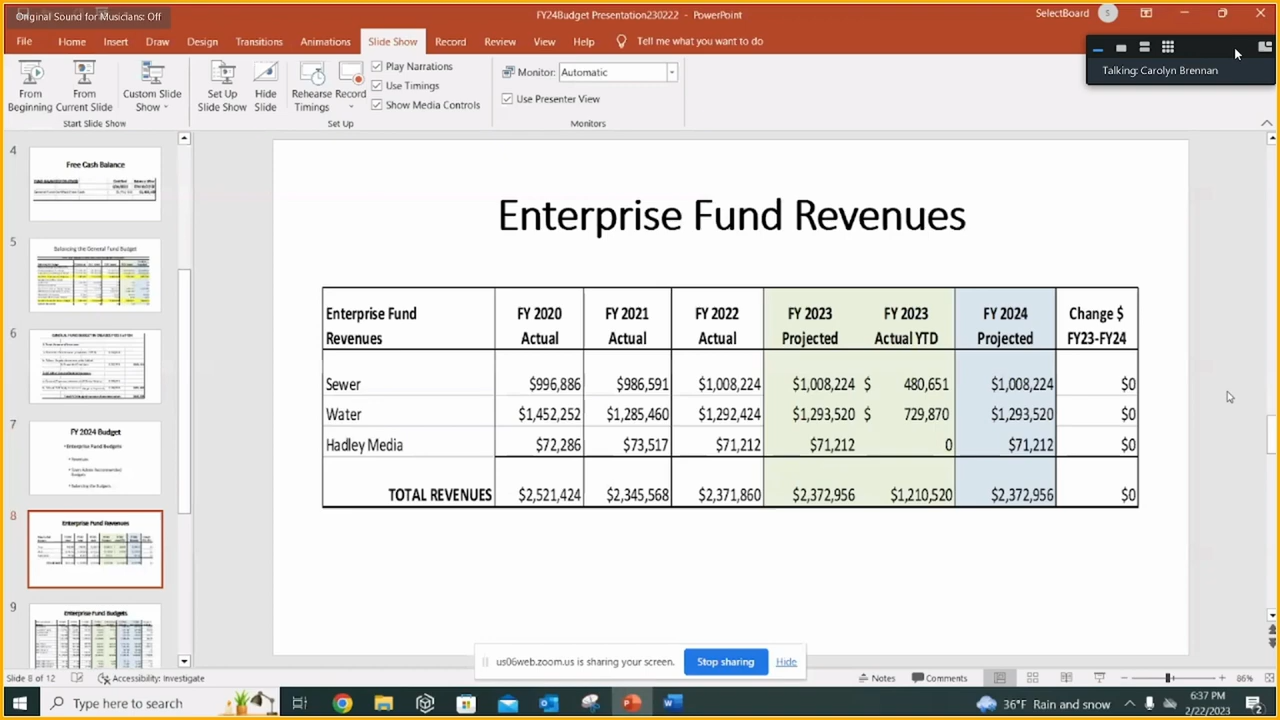 Original Sound for Musicians: Off
FY24Budget Presentation230222 - PowerPoint
SelectBoard
S
File Home Insert Draw Design Transitions Animations Slide Show Record Review View Help Tell me what you want to do
Talking: Carolyn Brennan
From Beginning
From Current Slide
Custom Slide Show
Set Up Slide Show
Hide Slide
Rehearse Timings
Record
Play Narrations
Use Timings
Show Media Controls
Monitor: Automatic
Use Presenter View
Start Slide Show
Set Up
Monitors
4
Free Cash Balance
5
Balancing the General Fund Budget
6
7
FY 2024 Budget
Enterprise Fund Budgets
8
Enterprise Fund Revenues
9
Enterprise Fund Budgets
Enterprise Fund Revenues
Enterprise Fund Revenues FY 2020 Actual FY 2021 Actual FY 2022 Actual FY 2023 Projected FY 2023 Actual YTD FY 2024 Projected Change $ FY23-FY24
Sewer $996,886 $986,591 $1,008,224 $1,008,224 $ 480,651 $1,008,224 $0
Water $1,452,252 $1,285,460 $1,292,424 $1,293,520 $ 729,870 $1,293,520 $0
Hadley Media $72,286 $73,517 $71,212 $71,212 0 $71,212 $0
TOTAL REVENUES $2,521,424 $2,345,568 $2,371,860 $2,372,956 $1,210,520 $2,372,956 $0
us06web.zoom.us is sharing your screen. Stop sharing Hide
Slide 8 of 12 Accessibility: Investigate Notes Comments 86%
Type here to search
36°F Rain and snow
6:37 PM
2/22/2023
2